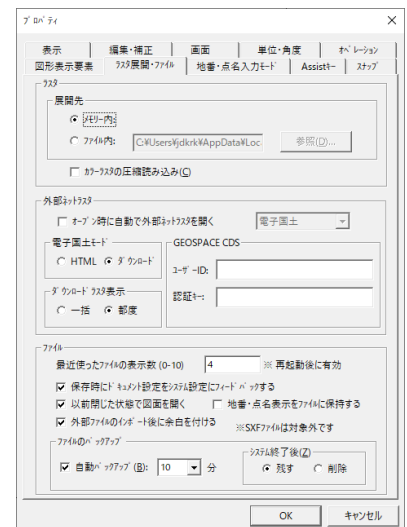 ﾌﾟﾛﾊﾟﾃｨ
表示 編集・補正 画面 単位・角度 ｵﾍﾟﾚｰｼｮﾝ
図形表示要素 ﾗｽﾀ展開・ﾌｧｲﾙ 地番・点名入力ﾓｰﾄﾞ Assistｷｰ ｽﾅｯﾌﾟ
ﾗｽﾀ
展開先
ﾒﾓﾘｰ内:
ﾌｧｲﾙ内: C:¥Users¥jdkrk¥AppData¥Loc 参照(D)...
ｶﾗｰﾗｽﾀの圧縮読み込み(C)
外部ﾈｯﾄﾗｽﾀ
ｵｰﾌﾟﾝ時に自動で外部ﾈｯﾄﾗｽﾀを開く 電子国土
電子国土ﾓｰﾄﾞ GEOSPACE CDS
HTML ﾀﾞｳﾝﾛｰﾄﾞ
ﾕｰｻﾞｰID:
ﾀﾞｳﾝﾛｰﾄﾞﾗｽﾀ表示
認証ｷｰ:
一括 都度
ﾌｧｲﾙ
最近使ったﾌｧｲﾙの表示数 (0-10) 4 ※ 再起動後に有効
保存時にﾄﾞｷｭﾒﾝﾄ設定をｼｽﾃﾑ設定にﾌｨｰﾄﾞﾊﾞｯｸする
以前閉じた状態で図面を開く 地番・点名表示をﾌｧｲﾙに保持する
外部ﾌｧｲﾙのｲﾝﾎﾟｰﾄ後に余白を付ける ※SXFﾌｧｲﾙは対象外です
ﾌｧｲﾙのﾊﾞｯｸｱｯﾌﾟ
ｼｽﾃﾑ終了後(Z)
自動ﾊﾞｯｸｱｯﾌﾟ(B): 10 分 残す 削除
OK キャンセル